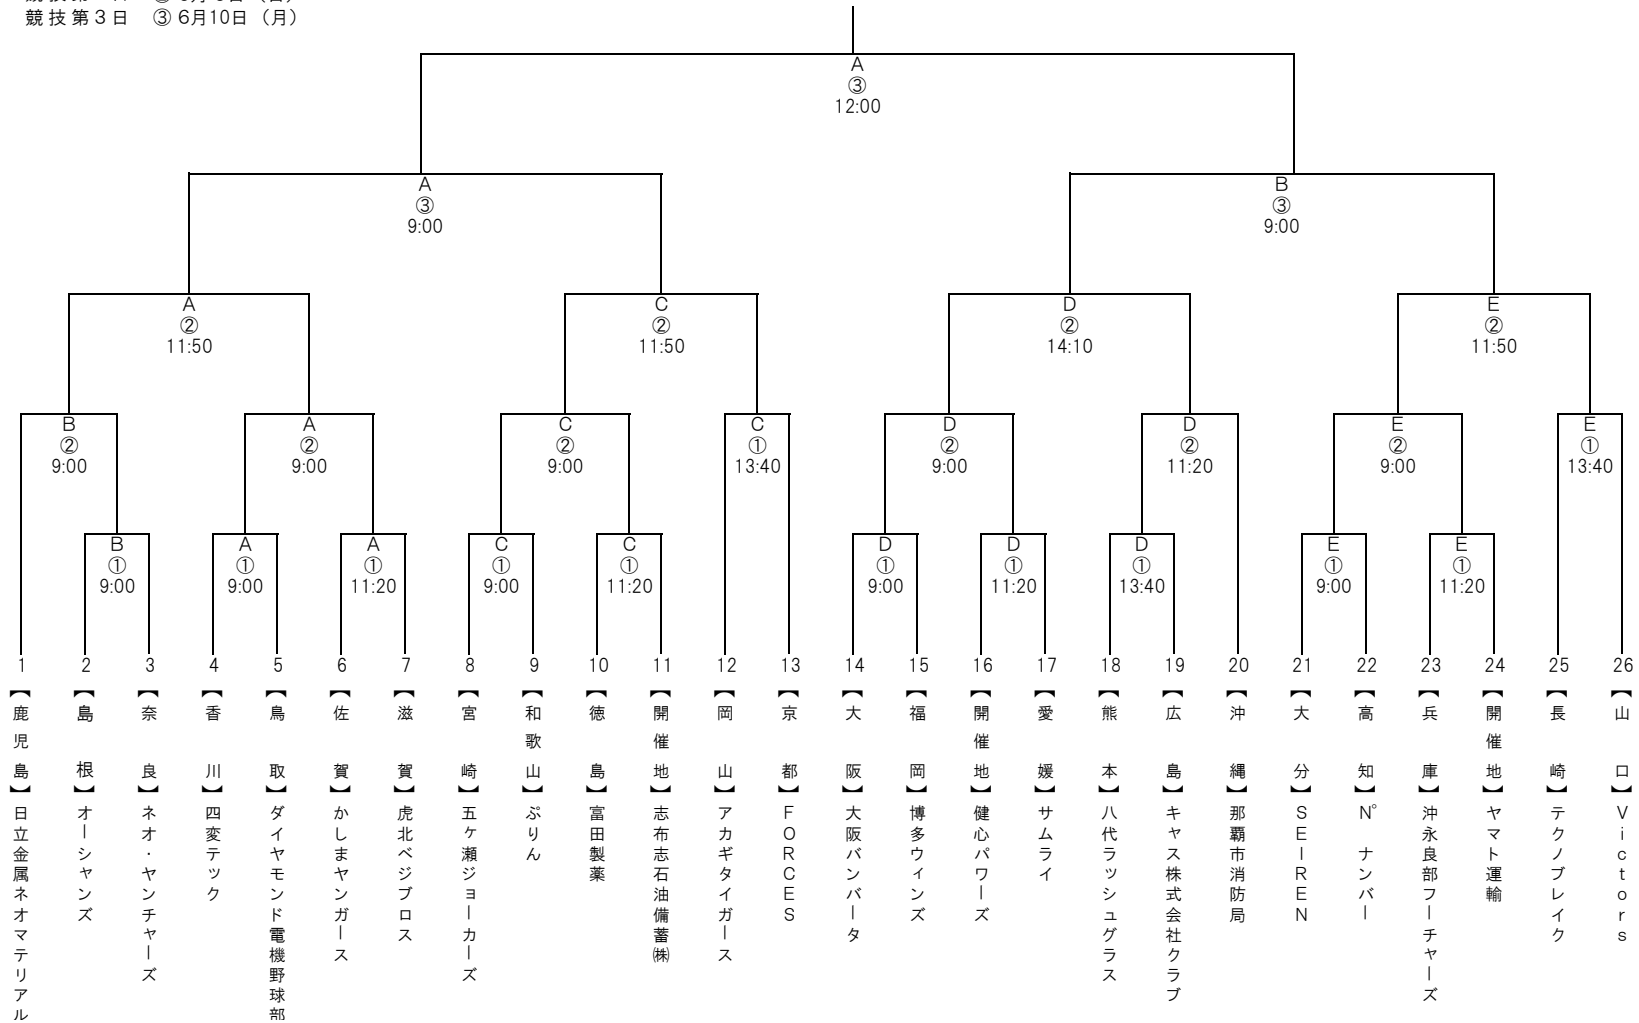 競技第3日 ③ 6月10日（月）
A
③
12:00
A
③
9:00
B
③
9:00
A
②
11:50
C
②
11:50
D
②
14:10
E
②
11:50
B
②
9:00
A
②
9:00
C
②
9:00
C
①
13:40
D
②
9:00
D
②
11:20
E
②
9:00
E
①
13:40
B
①
9:00
A
①
9:00
A
①
11:20
C
①
9:00
C
①
11:20
D
①
9:00
D
①
11:20
D
①
13:40
E
①
9:00
E
①
11:20
1 【鹿児島】日立金属ネオマテリアル
2 【島根】オーシャンズ
3 【奈良】ネオ・ヤンチャーズ
4 【香川】四変テック
5 【鳥取】ダイヤモンド電機野球部
6 【佐賀】かしまヤンガース
7 【滋賀】虎北ベジブロス
8 【宮崎】五ヶ瀬ジョーカーズ
9 【和歌山】ぷりん
10 【徳島】富田製薬
11 【開催地】志布志石油備蓄㈱
12 【岡山】アカギタイガース
13 【京都】FORCES
14 【大阪】大阪バンバータ
15 【福岡】博多ウィンズ
16 【開催地】健心パワーズ
17 【愛媛】サムライ
18 【熊本】八代ラッシュグラス
19 【広島】キャス株式会社クラブ
20 【沖縄】那覇市消防局
21 【大分】SEIREN
22 【高知】N° ナンバー
23 【兵庫】沖永良部フーチャーズ
24 【開催地】ヤマト運輸
25 【長崎】テクノブレイク
26 【山口】Victors